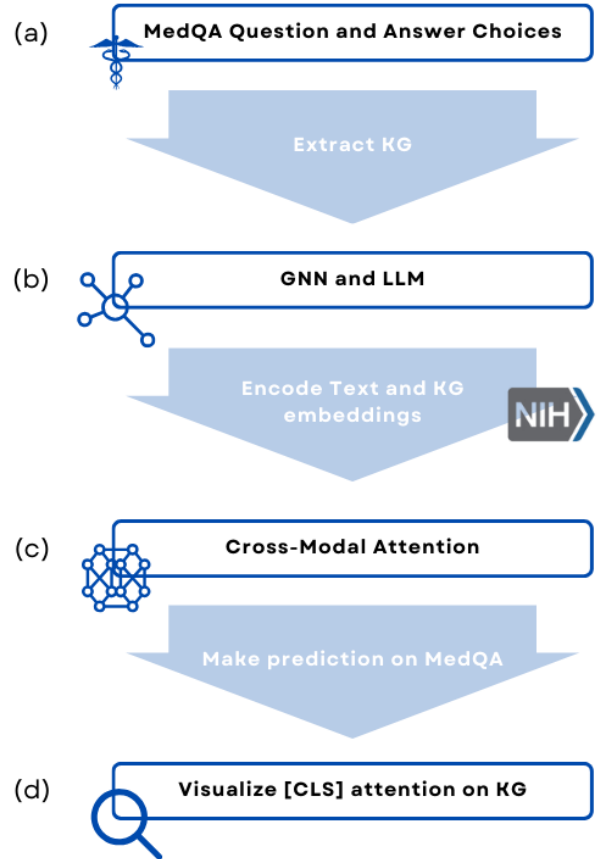 (a)
MedQA Question and Answer Choices
Extract KG
(b)
GNN and LLM
Encode Text and KG
embeddings
NIH
(c)
Cross-Modal Attention
Make prediction on MedQA
(d)
Visualize [CLS] attention on KG